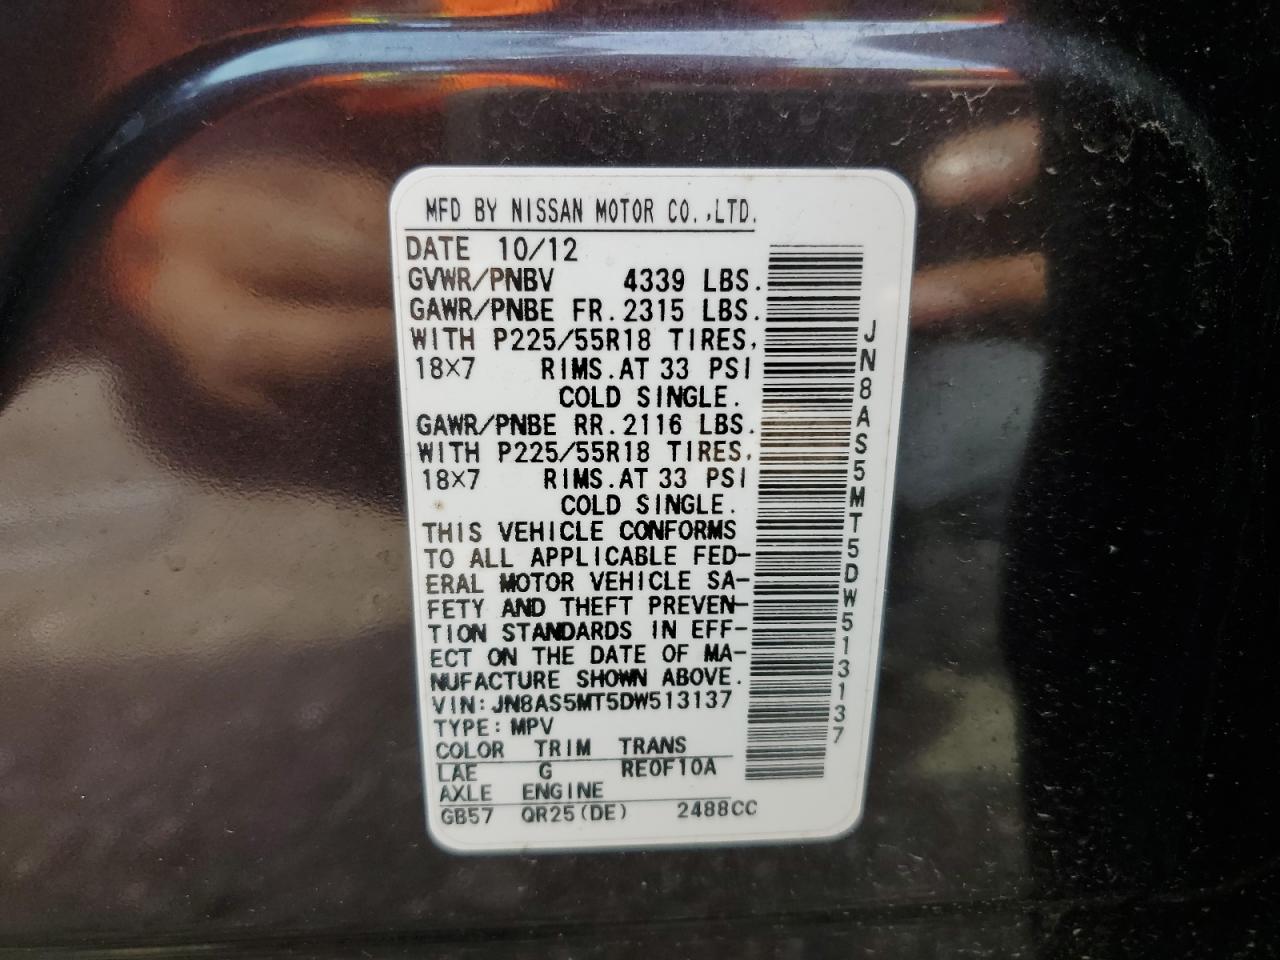 MFD BY NISSAN MOTOR CO.,LTD.
DATE 10/12
GVWR/PNBV 4339 LBS.
GAWR/PNBE FR.2315 LBS.
WITH P225/55R18 TIRES,
18×7 RIMS.AT 33 PSI
COLD SINGLE.
GAWR/PNBE RR.2116 LBS.
WITH P225/55R18 TIRES,
18×7 RIMS.AT 33 PSI
COLD SINGLE.
THIS VEHICLE CONFORMS
TO ALL APPLICABLE FED-
ERAL MOTOR VEHICLE SA-
FETY AND THEFT PREVEN-
TION STANDARDS IN EFF-
ECT ON THE DATE OF MA-
NUFACTURE SHOWN ABOVE.
VIN:JN8AS5MT5DW513137
TYPE:MPV
COLOR TRIM TRANS
LAE G RE0F10A
AXLE ENGINE
GB57 QR25(DE) 2488CC
JN8AS5MT5DW513137